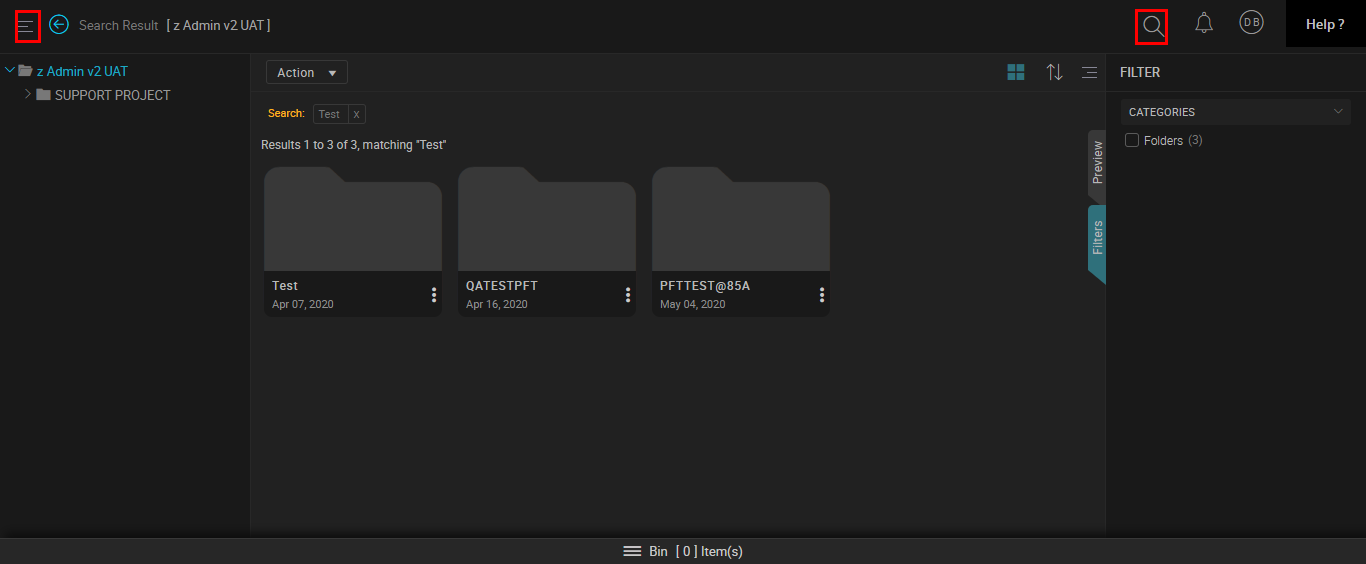 Search Result [ z Admin v2 UAT ]
D B
Help ?
z Admin v2 UAT
SUPPORT PROJECT
Action
FILTER
CATEGORIES
Folders (3)
Search: Test X
Results 1 to 3 of 3, matching "Test"
Preview
Filters
Test
Apr 07, 2020
QATESTPFT
Apr 16, 2020
PFTTEST@85A
May 04, 2020
Bin [ 0 ] Item(s)